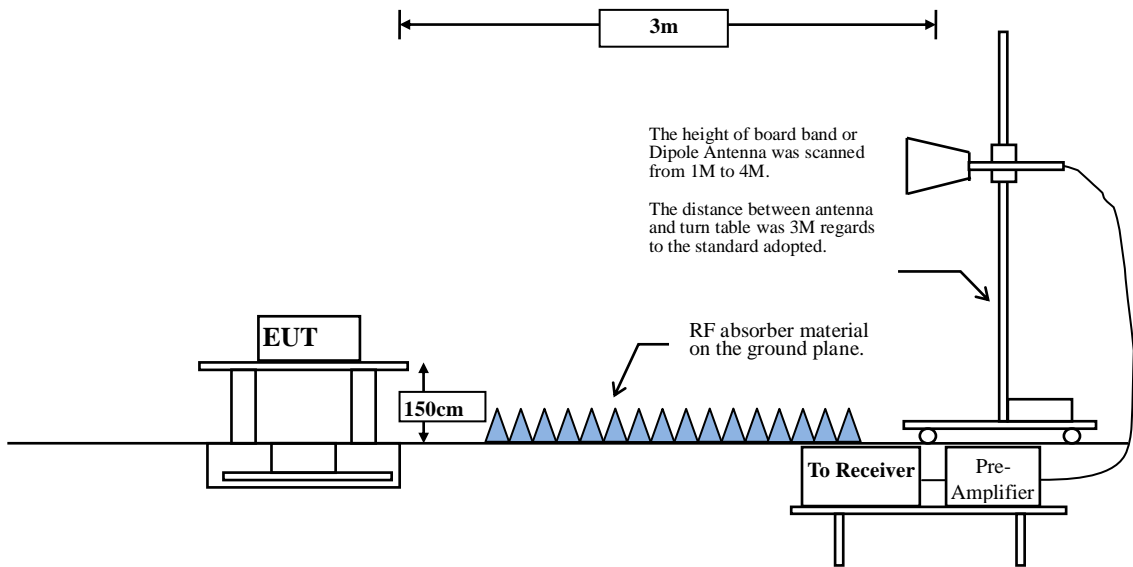 3m
The height of board band or
Dipole Antenna was scanned
from 1M to 4M.
The distance between antenna
and turn table was 3M regards
to the standard adopted.
EUT
RF absorber material
on the ground plane.
150cm
To Receiver
Pre-
Amplifier